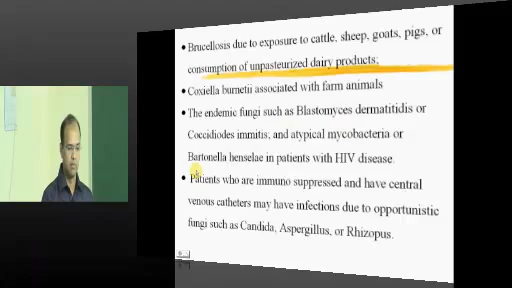 • Brucellosis due to exposure to cattle, sheep, goats, pigs, or
consumption of unpasteurized dairy products;
• Coxiella burnetii associated with farm animals
• The endemic fungi such as Blastomyces dermatitidis or
Coccidiodes immitis; and atypical mycobacteria or
Bartonella henselae in patients with HIV disease.
• Patients who are immuno suppressed and have central
venous catheters may have infections due to opportunistic
fungi such as Candida, Aspergillus, or Rhizopus.